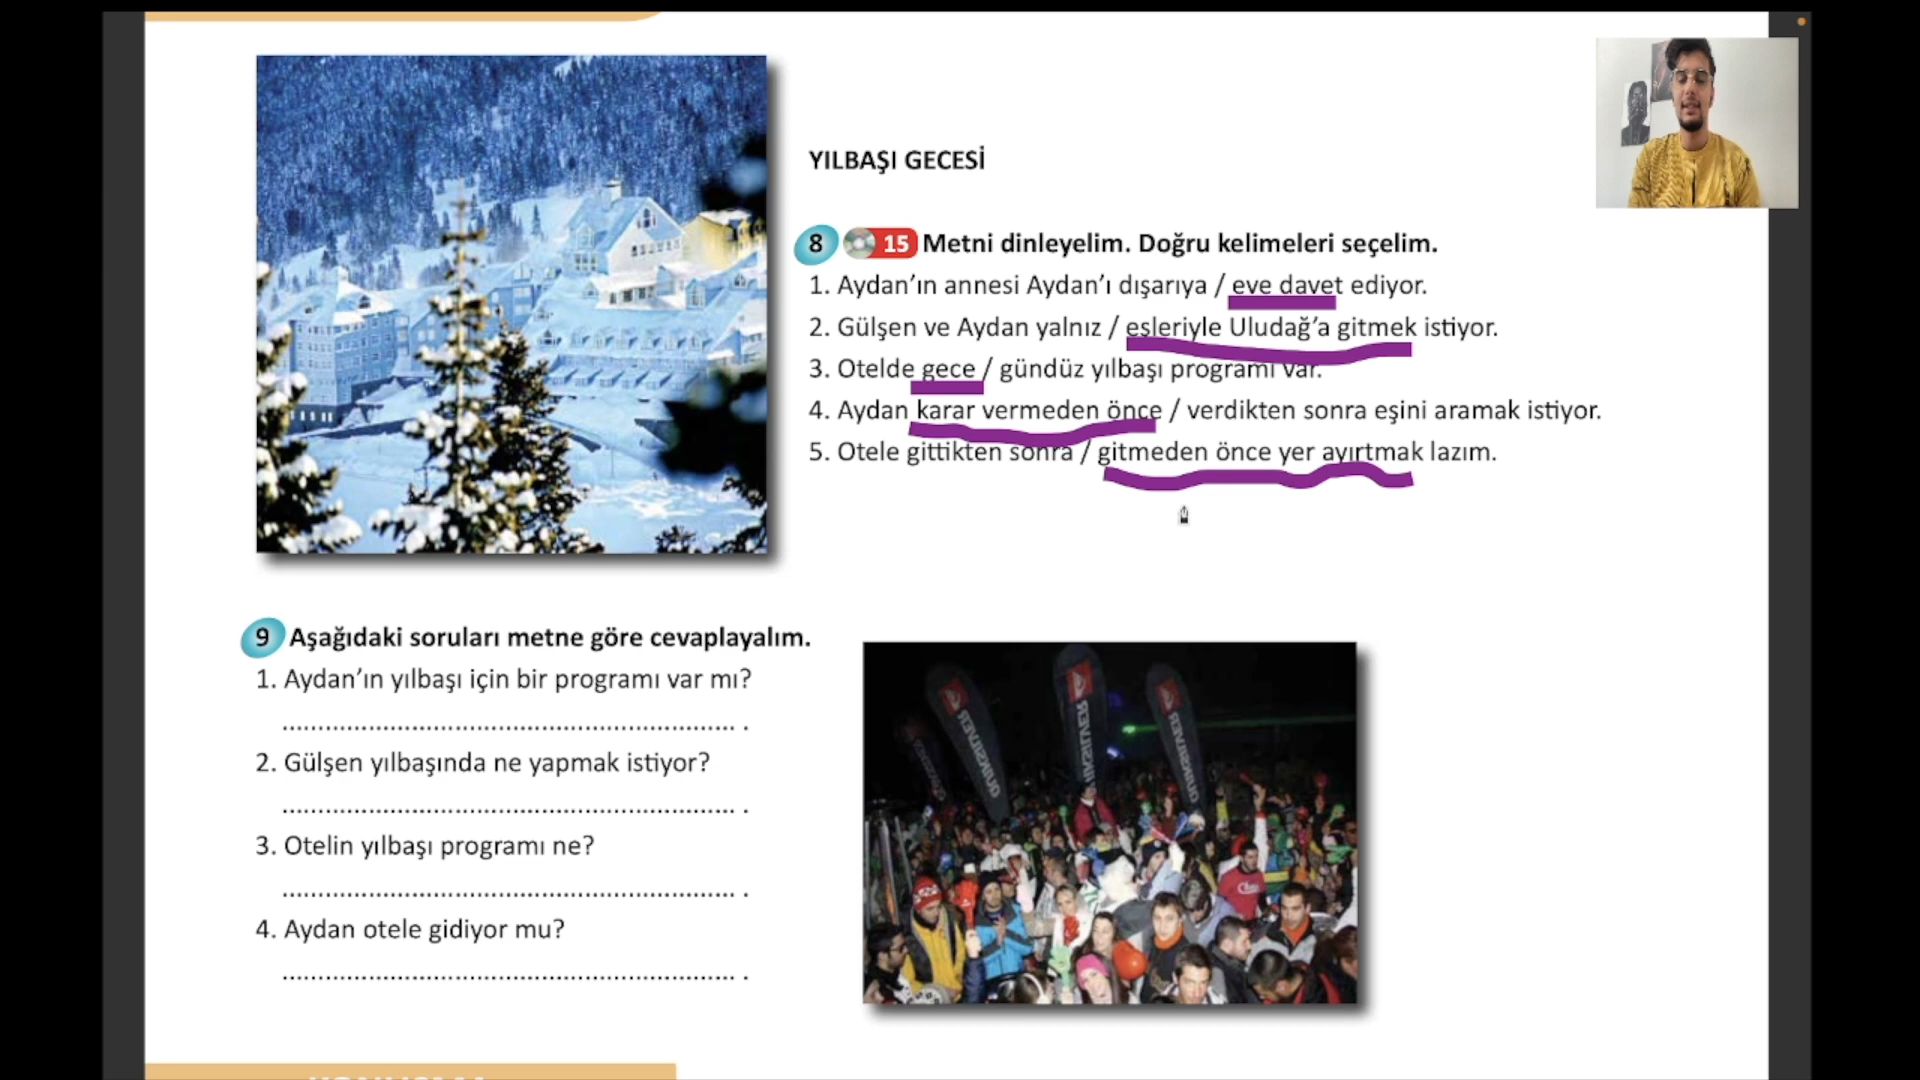 YILBAŞI GECESİ
8 15 Metni dinleyelim. Doğru kelimeleri seçelim.
1. Aydan’ın annesi Aydan’ı dışarıya / eve davet ediyor.
2. Gülşen ve Aydan yalnız / eşleriyle Uludağ’a gitmek istiyor.
3. Otelde gece / gündüz yılbaşı programı var.
4. Aydan karar vermeden önce / verdikten sonra eşini aramak istiyor.
5. Otele gittikten sonra / gitmeden önce yer ayırtmak lazım.
9 Aşağıdaki soruları metne göre cevaplayalım.
1. Aydan’ın yılbaşı için bir programı var mı?
.................................................... .
2. Gülşen yılbaşında ne yapmak istiyor?
.................................................... .
3. Otelin yılbaşı programı ne?
.................................................... .
4. Aydan otele gidiyor mu?
.................................................... .
QUIKSILVER
QUIKSILVER
QUIKSILVER